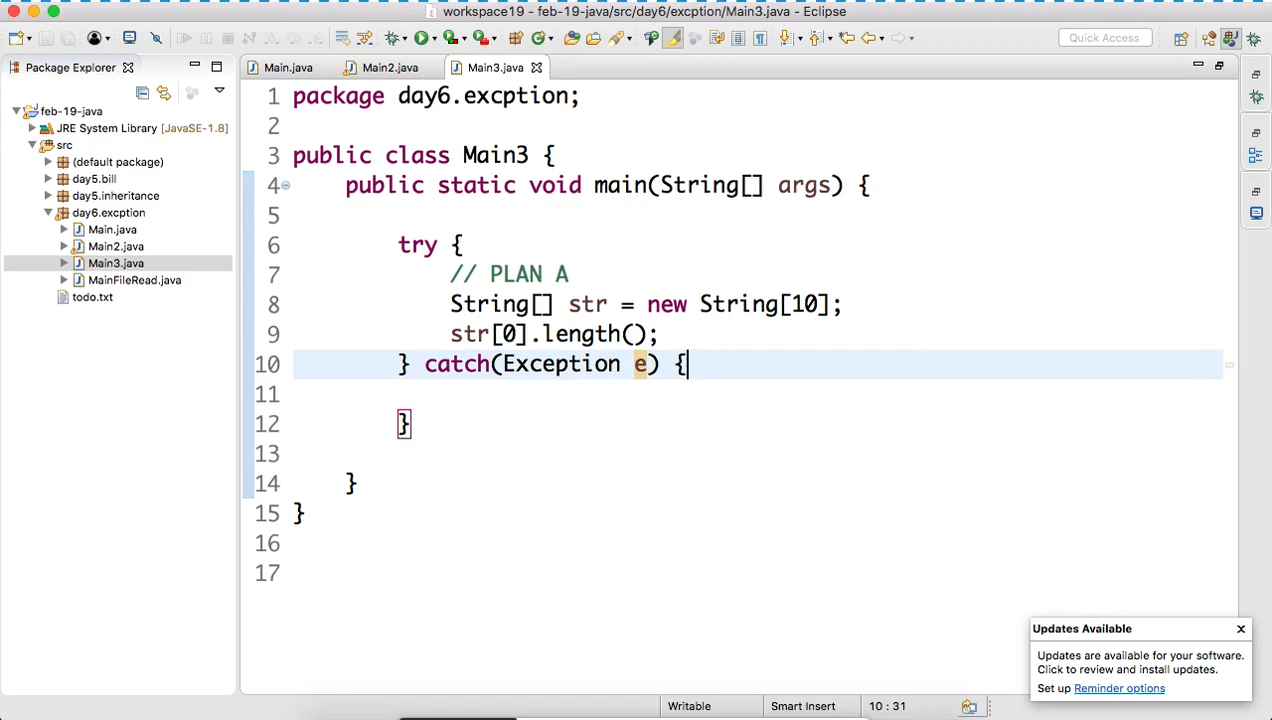 workspace19 - feb-19-java/src/day6/excption/Main3.java - Eclipse
Quick Access
Package Explorer
feb-19-java
JRE System Library [JavaSE-1.8]
src
(default package)
day5.bill
day5.inheritance
day6.excption
Main.java
Main2.java
Main3.java
MainFileRead.java
todo.txt
Main.java
Main2.java
Main3.java
1 package day6.excption;
2
3 public class Main3 {
4 public static void main(String[] args) {
5
6 try {
7 // PLAN A
8 String[] str = new String[10];
9 str[0].length();
10 } catch(Exception e) {
11
12 }
13
14 }
15 }
16
17
Updates Available
Updates are available for your software.
Click to review and install updates.
Set up Reminder options
Writable
Smart Insert
10 : 31